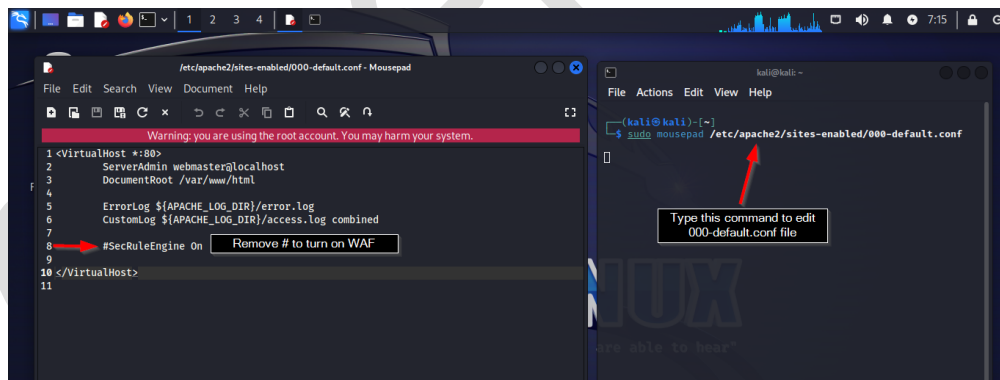 1 2 3 4
7:15
/etc/apache2/sites-enabled/000-default.conf - Mousepad
File Edit Search View Document Help
Warning: you are using the root account. You may harm your system.
1 <VirtualHost *:80>
2 ServerAdmin webmaster@localhost
3 DocumentRoot /var/www/html
4
5 ErrorLog ${APACHE_LOG_DIR}/error.log
6 CustomLog ${APACHE_LOG_DIR}/access.log combined
7
8 #SecRuleEngine On
Remove # to turn on WAF
9
10 </VirtualHost>
11
kali@kali: ~
File Actions Edit View Help
(kali㉿kali)-[~]
$ sudo mousepad /etc/apache2/sites-enabled/000-default.conf
Type this command to edit
000-default.conf file
NUX
are able to hear"